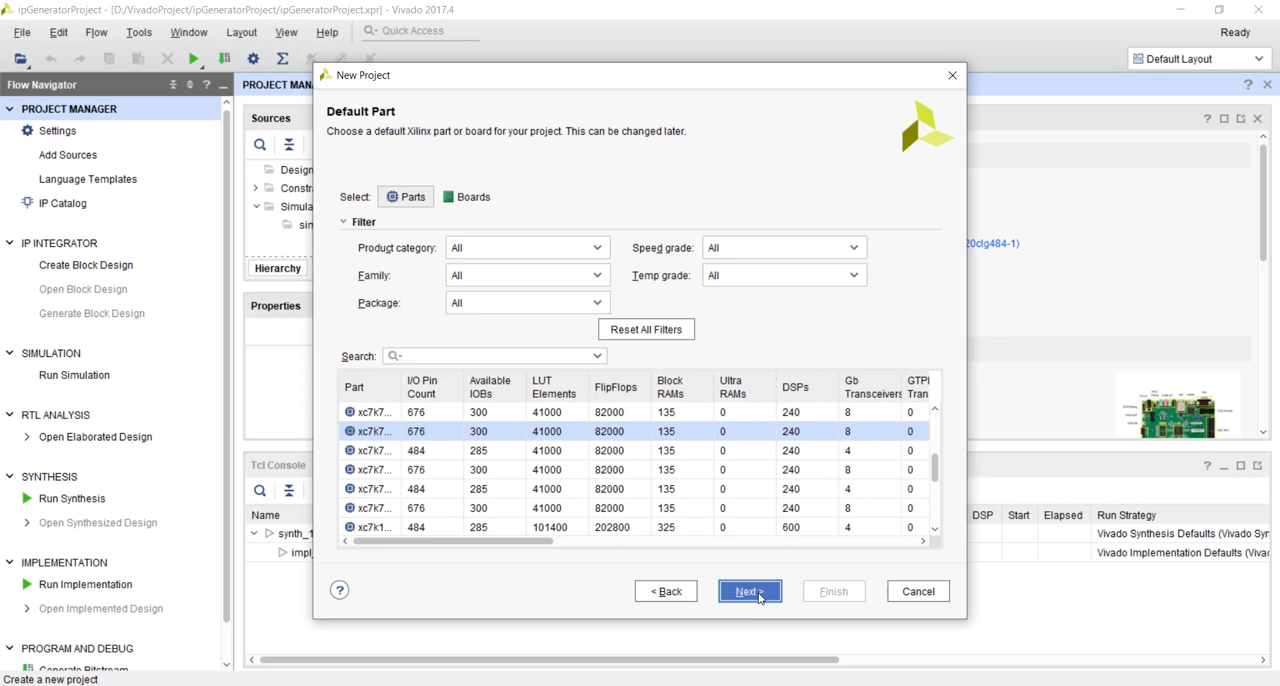 ipGeneratorProject - [D:/VivadoProject/ipGeneratorProject/ipGeneratorProject.xpr] - Vivado 2017.4
File Edit Flow Tools Window Layout View Help Quick Access Ready
Default Layout
Flow Navigator
PROJECT MANAGER
Settings
Add Sources
Language Templates
IP Catalog
IP INTEGRATOR
Create Block Design
Open Block Design
Generate Block Design
SIMULATION
Run Simulation
RTL ANALYSIS
Open Elaborated Design
SYNTHESIS
Run Synthesis
Open Synthesized Design
IMPLEMENTATION
Run Implementation
Open Implemented Design
PROGRAM AND DEBUG
Generate Bitstream
PROJECT MAN
Sources
Design
Constr
Simula
sim
Hierarchy
Properties
Tcl Console
Name
synth_1
impl_
New Project
Default Part
Choose a default Xilinx part or board for your project. This can be changed later.
Select: Parts Boards
Filter
Product category: All Speed grade: All
Family: All Temp grade: All
Package: All
Reset All Filters
Search:
Part I/O Pin Count Available IOBs LUT Elements FlipFlops Block RAMs Ultra RAMs DSPs Gb Transceivers GTPI Tran
xc7k7... 676 300 41000 82000 135 0 240 8 0
xc7k7... 676 300 41000 82000 135 0 240 8 0
xc7k7... 484 285 41000 82000 135 0 240 4 0
xc7k7... 676 300 41000 82000 135 0 240 8 0
xc7k7... 484 285 41000 82000 135 0 240 4 0
xc7k7... 676 300 41000 82000 135 0 240 8 0
xc7k1... 484 285 101400 202800 325 0 600 4 0
< Back Next > Finish Cancel
20clg484-1)
DSP Start Elapsed Run Strategy
Vivado Synthesis Defaults (Vivado Syn
Vivado Implementation Defaults (Vivad
Create a new project